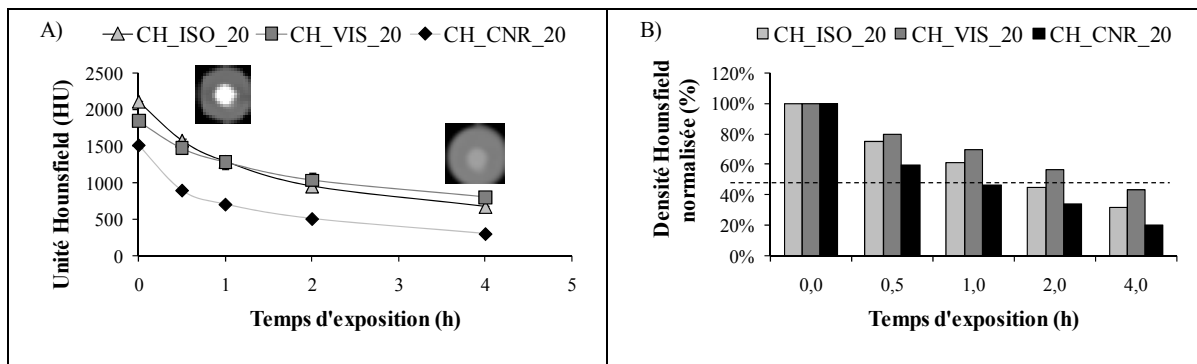 A)
CH_ISO_20 CH_VIS_20 CH_CNR_20
Unité Hounsfield (HU)
2500
2000
1500
1000
500
0
0 1 2 3 4 5
Temps d'exposition (h)
B)
CH_ISO_20 CH_VIS_20 CH_CNR_20
Densité Hounsfield
normalisée (%)
120%
100%
80%
60%
40%
20%
0%
0,0 0,5 1,0 2,0 4,0
Temps d'exposition (h)